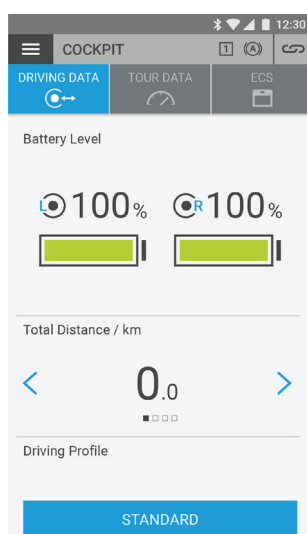 12:30
COCKPIT 1 (A)
DRIVING DATA TOUR DATA ECS
Battery Level
L 100% R 100%
Total Distance / km
0.0
Driving Profile
STANDARD